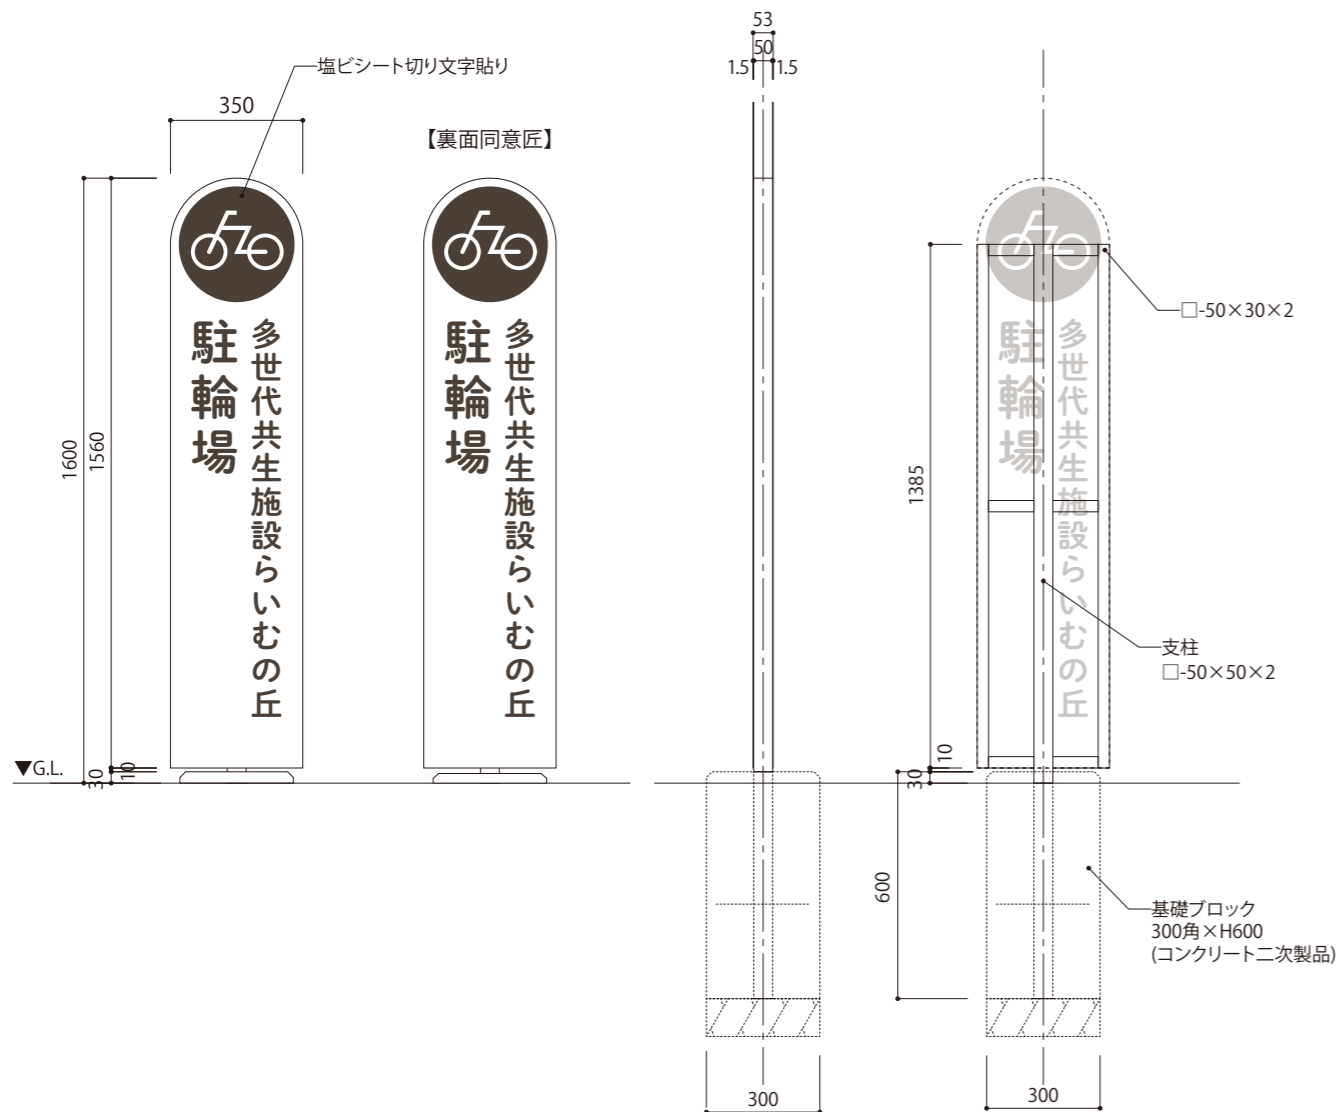 塩ビシート切り文字貼り
350
【裏面同意匠】
駐輪場
多世代共生施設らいむの丘
駐輪場
多世代共生施設らいむの丘
1600
1560
30
10
▼G.L.
53
50
1.5
1.5
駐輪場
多世代共生施設らいむの丘
□-50×30×2
1385
支柱
□-50×50×2
10
30
600
基礎ブロック
300角×H600
(コンクリート二次製品)
300
300